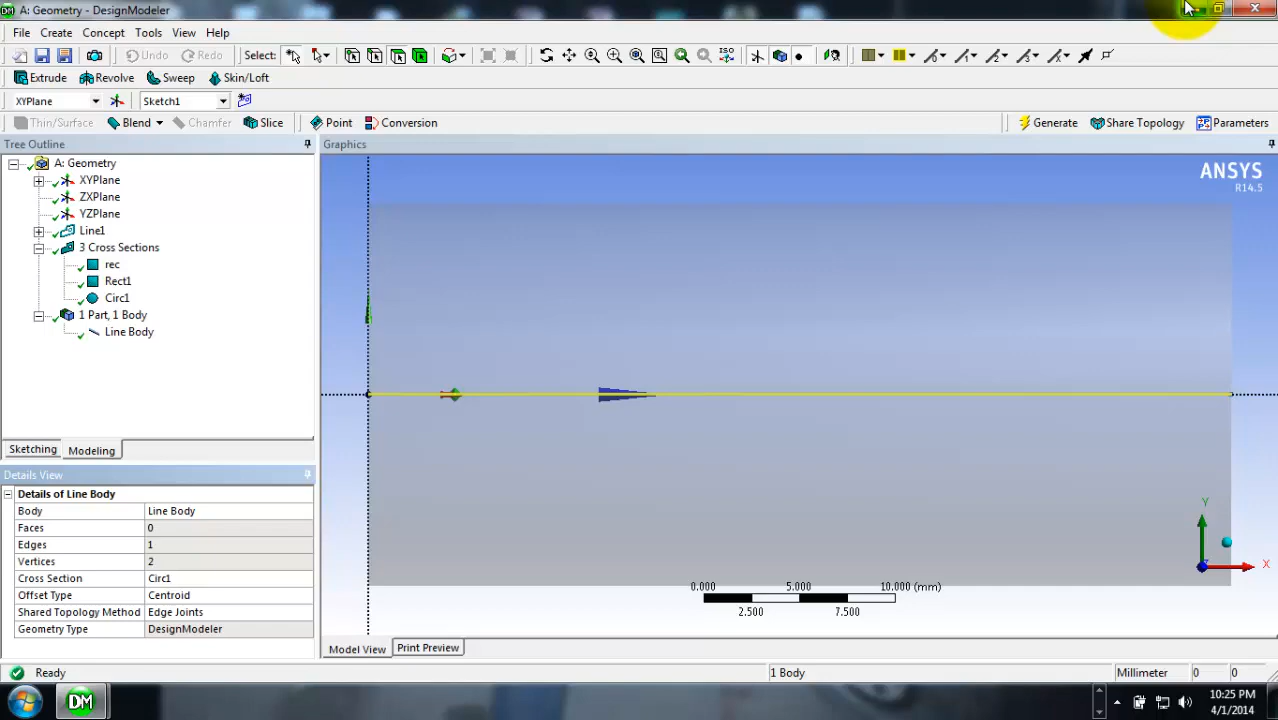 A: Geometry - DesignModeler
File Create Concept Tools View Help
Undo Redo Select:
Extrude Revolve Sweep Skin/Loft
XYPlane Sketch1
Thin/Surface Blend Chamfer Slice Point Conversion Generate Share Topology Parameters
Tree Outline
Graphics
A: Geometry
XYPlane
ZXPlane
YZPlane
Line1
3 Cross Sections
rec
Rect1
Circ1
1 Part, 1 Body
Line Body
ANSYS
R14.5
Sketching Modeling
Details View
Details of Line Body
Body Line Body
Faces 0
Edges 1
Vertices 2
Cross Section Circ1
Offset Type Centroid
Shared Topology Method Edge Joints
Geometry Type DesignModeler
Y
X
0.000 5.000 10.000 (mm)
2.500 7.500
Model View Print Preview
Ready 1 Body Millimeter 0 0
DM
10:25 PM
4/1/2014